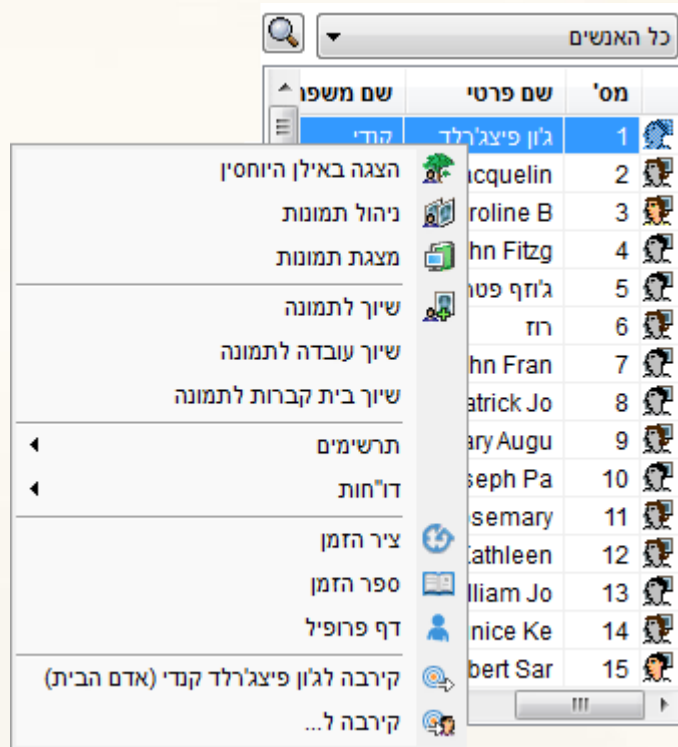 כל האנשים
מס' שם פרטי שם משפו
1 ג'ון פיצג'רלד קנדי
2 acquelin
3 roline B
4 hn Fitzg
5 ג'וזף פטר
6 רוז
7 hn Fran
8 atrick Jo
9 ary Augu
10 seph Pa
11 semary
12 athleen
13 lliam Jo
14 nice Ke
15 bert Sar
הצגה באילן היוחסין
ניהול תמונות
מצגת תמונות
שיוך לתמונה
שיוך עובדה לתמונה
שיוך בית קברות לתמונה
תרשימים
דו"חות
ציר הזמן
ספר הזמן
דף פרופיל
קירבה לג'ון פיצג'רלד קנדי (אדם הבית)
קירבה ל...